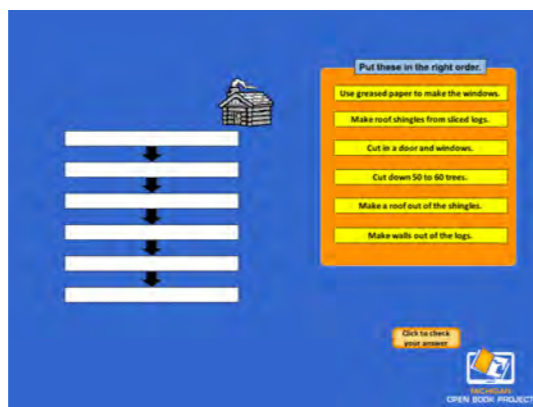 Put these in the right order.
Use greased paper to make the windows.
Make roof shingles from sliced logs.
Cut in a door and windows.
Cut down 50 to 60 trees.
Make a roof out of the shingles.
Make walls out of the logs.
Click to check
your answer
MICHIGAN
OPEN BOOK PROJECT